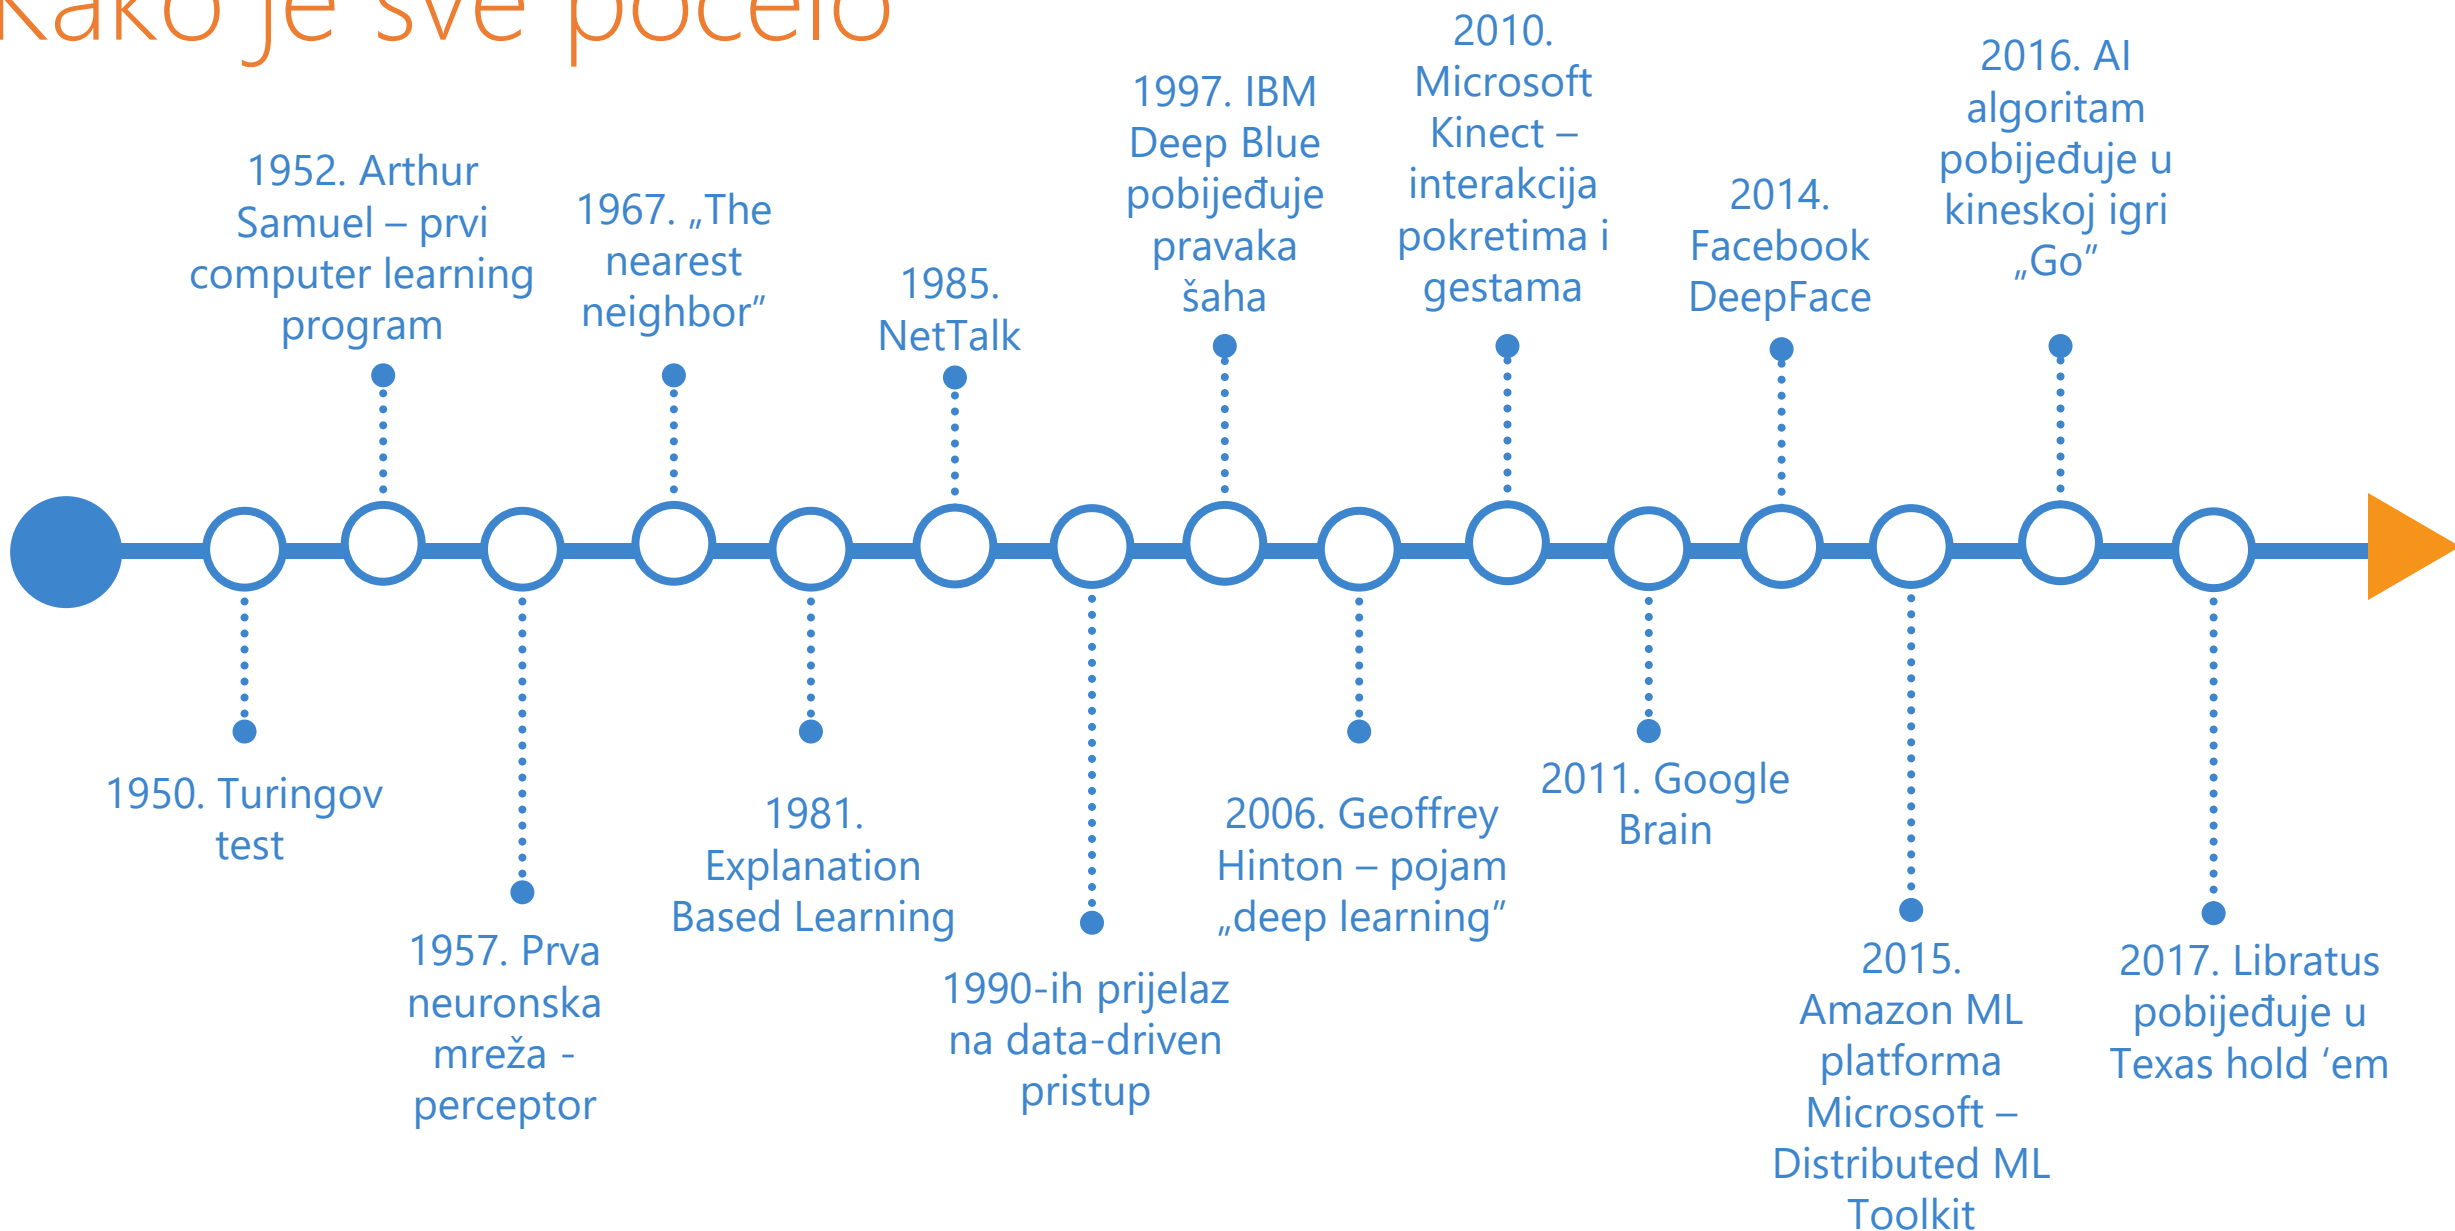 Kako je sve počelo
1950. Turingov
test
1952. Arthur
Samuel – prvi
computer learning
program
1957. Prva
neuronska
mreža -
perceptor
1967. „The
nearest
neighbor”
1981.
Explanation
Based Learning
1985.
NetTalk
1990-ih prijelaz
na data-driven
pristup
1997. IBM
Deep Blue
pobijeđuje
pravaka
šaha
2006. Geoffrey
Hinton – pojam
„deep learning”
2010.
Microsoft
Kinect –
interakcija
pokretima i
gestama
2011. Google
Brain
2014.
Facebook
DeepFace
2015.
Amazon ML
platforma
Microsoft –
Distributed ML
Toolkit
2016. AI
algoritam
pobijeđuje u
kineskoj igri
„Go”
2017. Libratus
pobijeđuje u
Texas hold ‘em